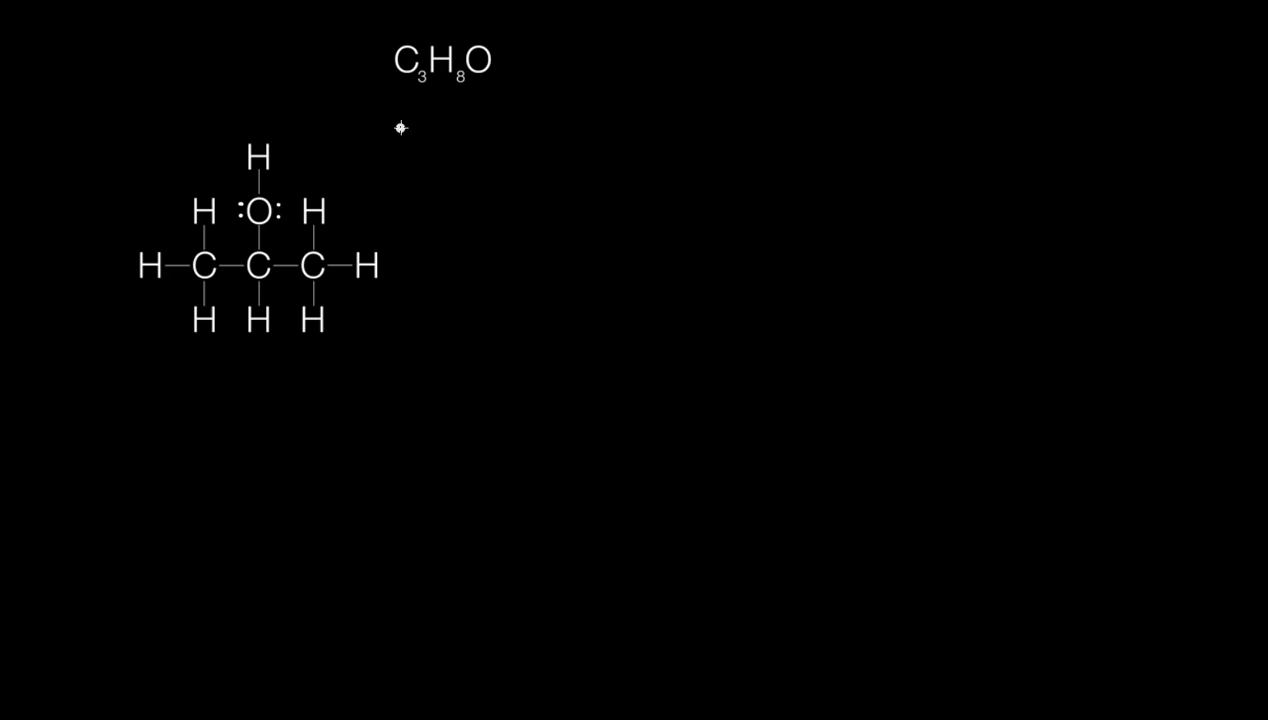 C₃H₈O
H
H :O: H
H—C—C—C—H
H H H